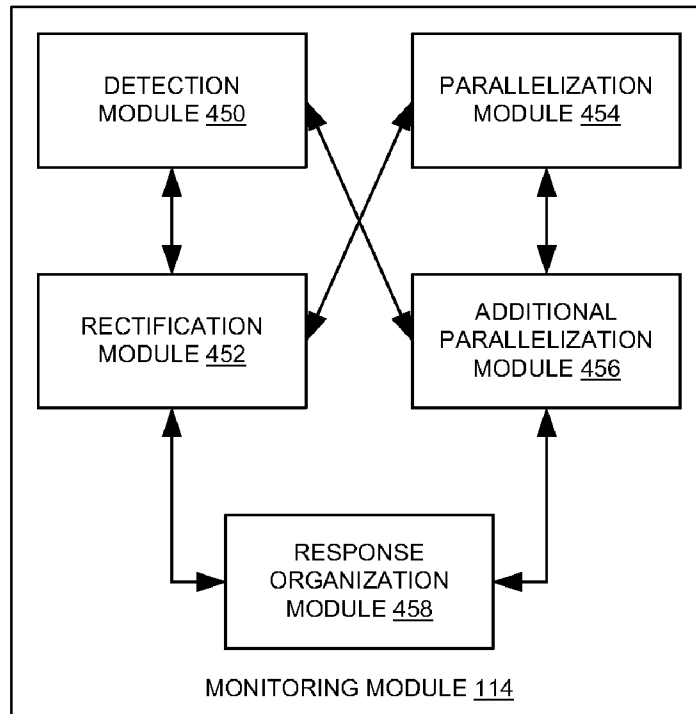 DETECTION
MODULE 450
PARALLELIZATION
MODULE 454
RECTIFICATION
MODULE 452
ADDITIONAL
PARALLELIZATION
MODULE 456
RESPONSE
ORGANIZATION
MODULE 458
MONITORING MODULE 114